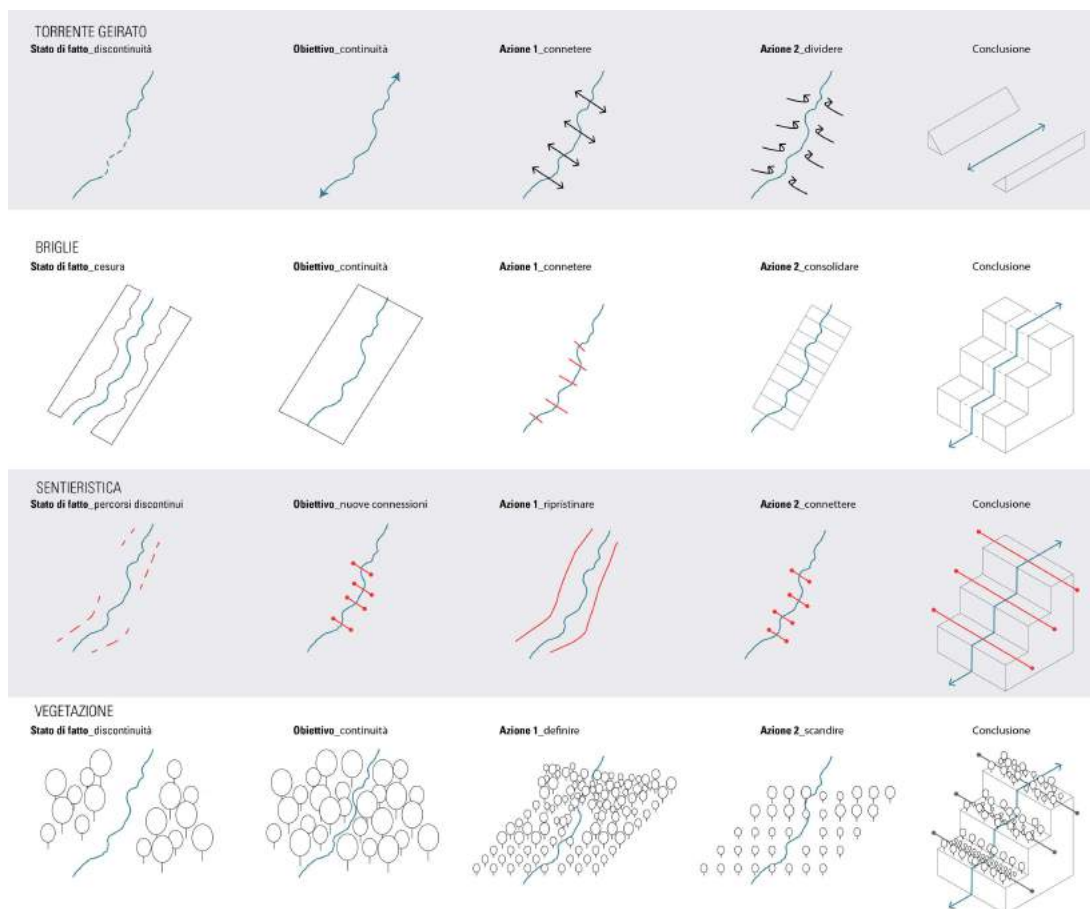 TORRENTE GEIRATO
Stato di fatto_discontinuità
Obiettivo_continuità
Azione 1_connetere
Azione 2_dividere
Conclusione
BRIGLIE
Stato di fatto_cesura
Obiettivo_continuità
Azione 1_connetere
Azione 2_consolidare
Conclusione
SENTIERISTICA
Stato di fatto_percorsi discontinui
Obiettivo_nuove connessioni
Azione 1_ripristinare
Azione 2_connettere
Conclusione
VEGETAZIONE
Stato di fatto_discontinuità
Obiettivo_continuità
Azione 1_definire
Azione 2_scandire
Conclusione